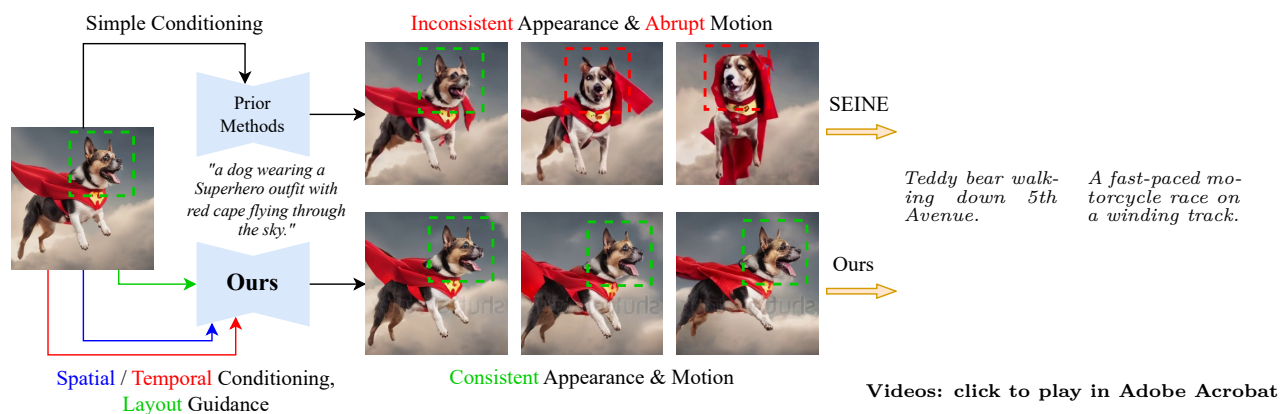 Simple Conditioning
Inconsistent Appearance & Abrupt Motion
Prior
Methods
"a dog wearing a
Superhero outfit with
red cape flying through
the sky."
Ours
Spatial / Temporal Conditioning,
Layout Guidance
Consistent Appearance & Motion
SEINE
Ours
Teddy bear walk-
ing down 5th
Avenue.
A fast-paced mo-
torcycle race on
a winding track.
Videos: click to play in Adobe Acrobat